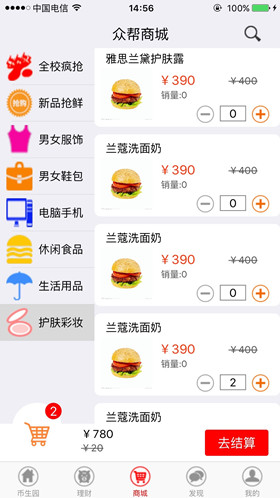 中国电信 14:56 100%
众帮商城
全校疯抢
抢购 新品抢鲜
男女服饰
男女鞋包
电脑手机
休闲食品
生活用品
护肤彩妆
雅思兰黛护肤露
￥390 ￥400
销量:0
0
兰蔻洗面奶
￥390 ￥400
销量:0
0
兰蔻洗面奶
￥390 ￥400
销量:0
0
兰蔻洗面奶
￥390 ￥400
销量:0
2
兰蔻洗面奶
2
￥780
￥20
去结算
币生园 理财 商城 发现 我的